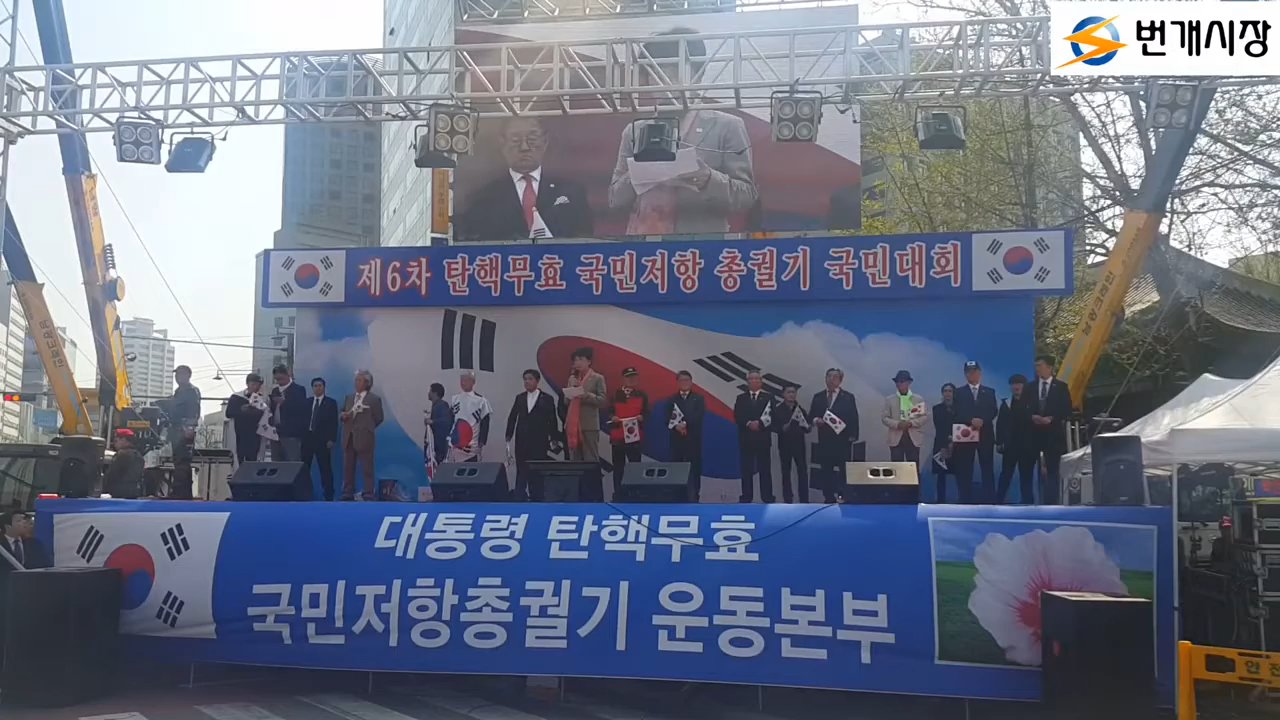 번개시장
제6차 탄핵무효 국민저항 총궐기 국민대회
대통령 탄핵무효
국민저항총궐기 운동본부